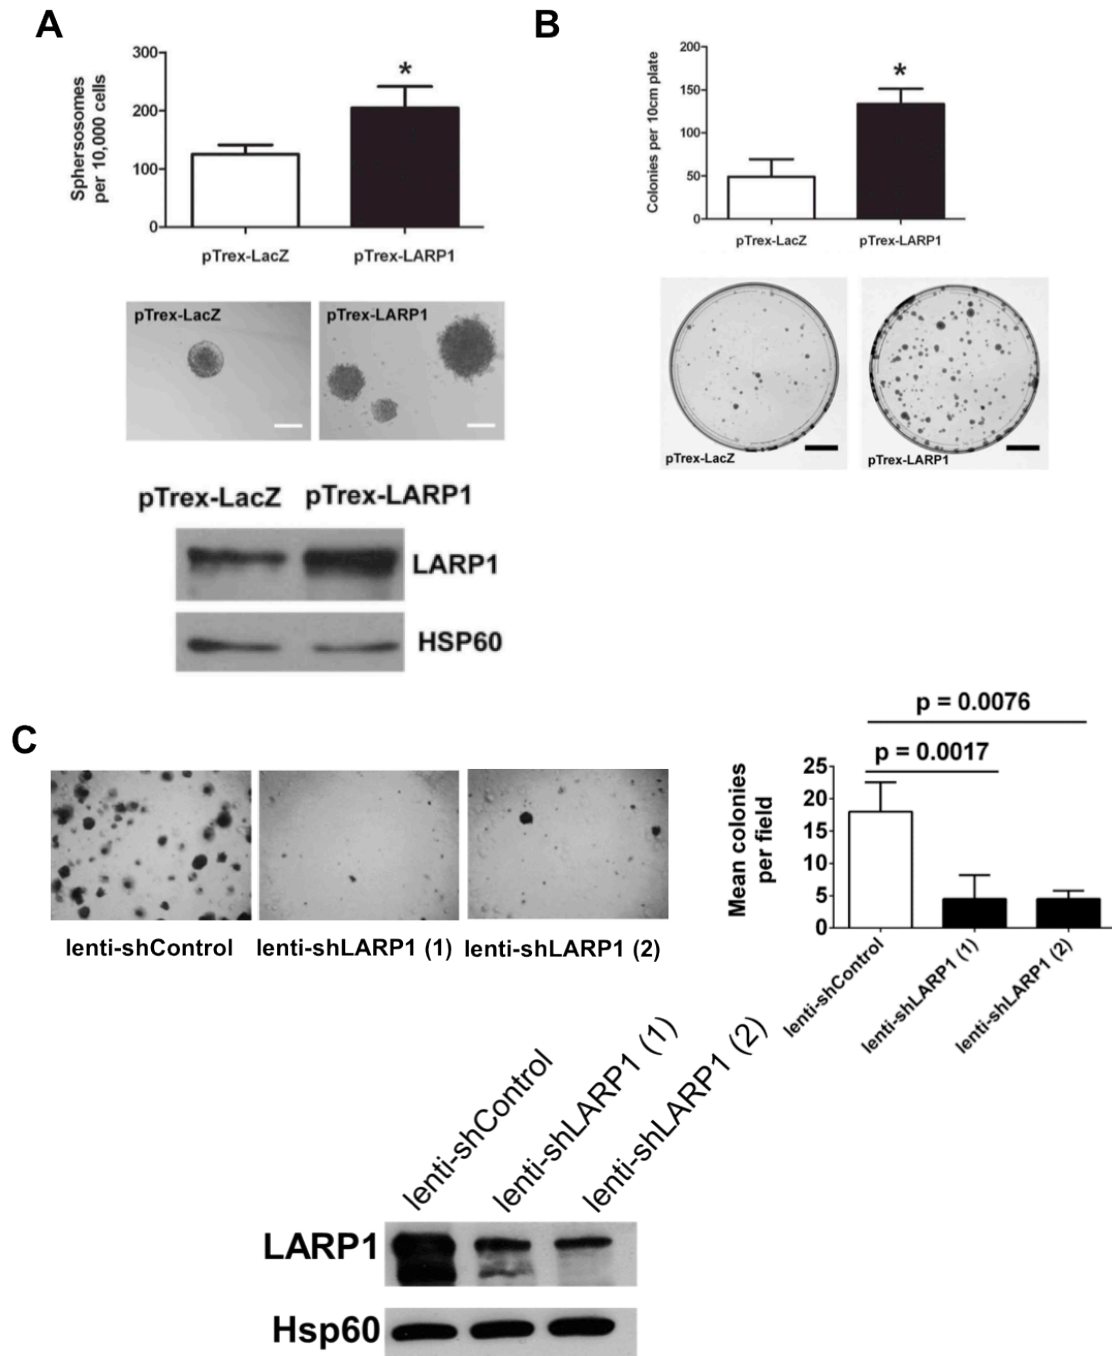 A
B
Sphersosomes
per 10,000 cells
300
200
100
0
*
pTrex-LacZ
pTrex-LARP1
Colonies per 10cm plate
200
150
100
50
0
*
pTrex-LacZ
pTrex-LARP1
pTrex-LacZ
pTrex-LARP1
pTrex-LacZ
pTrex-LARP1
pTrex-LacZ
pTrex-LARP1
LARP1
HSP60
C
lenti-shControl
lenti-shLARP1 (1)
lenti-shLARP1 (2)
p = 0.0076
p = 0.0017
Mean colonies
per field
25
20
15
10
5
0
lenti-shControl
lenti-shLARP1 (1)
lenti-shLARP1 (2)
lenti-shControl
lenti-shLARP1 (1)
lenti-shLARP1 (2)
LARP1
Hsp60